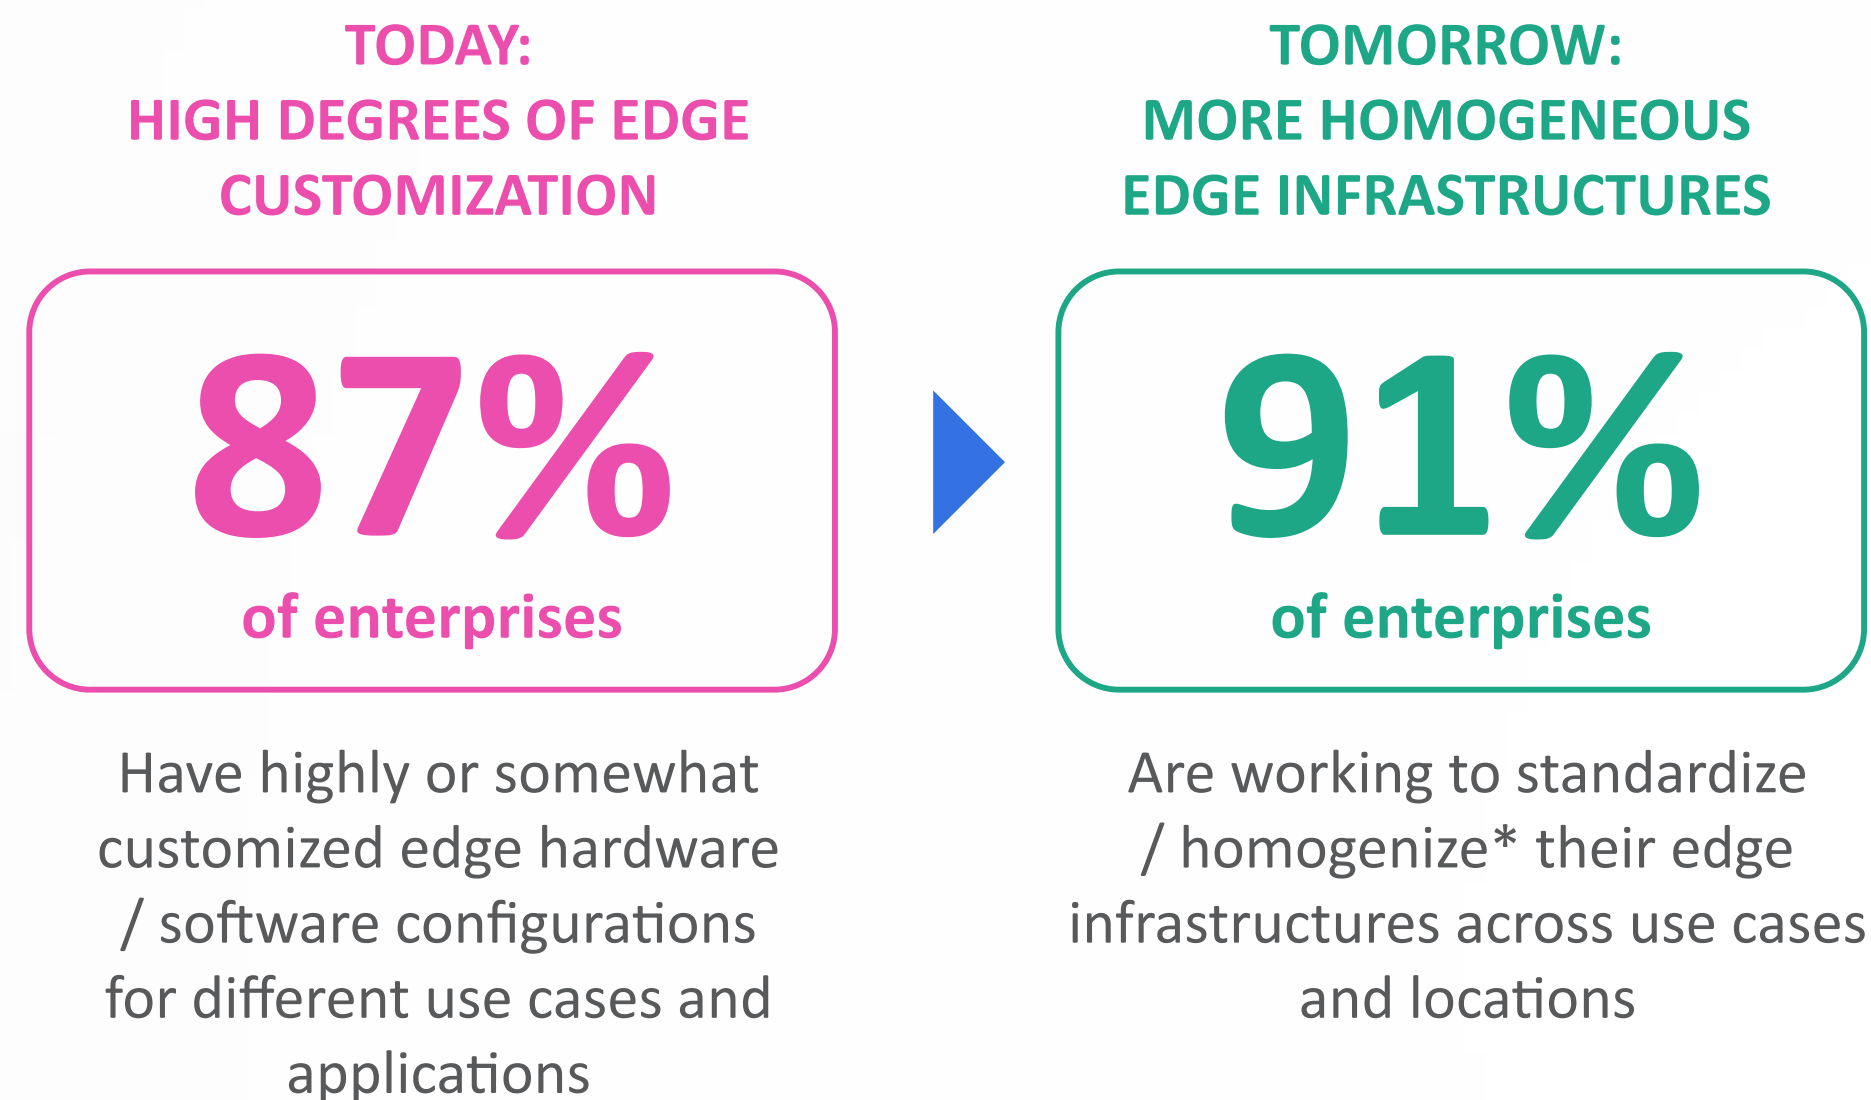 TODAY:
HIGH DEGREES OF EDGE
CUSTOMIZATION
87%
of enterprises
Have highly or somewhat
customized edge hardware
/ software configurations
for different use cases and
applications
TOMORROW:
MORE HOMOGENEOUS
EDGE INFRASTRUCTURES
91%
of enterprises
Are working to standardize
/ homogenize* their edge
infrastructures across use cases
and locations